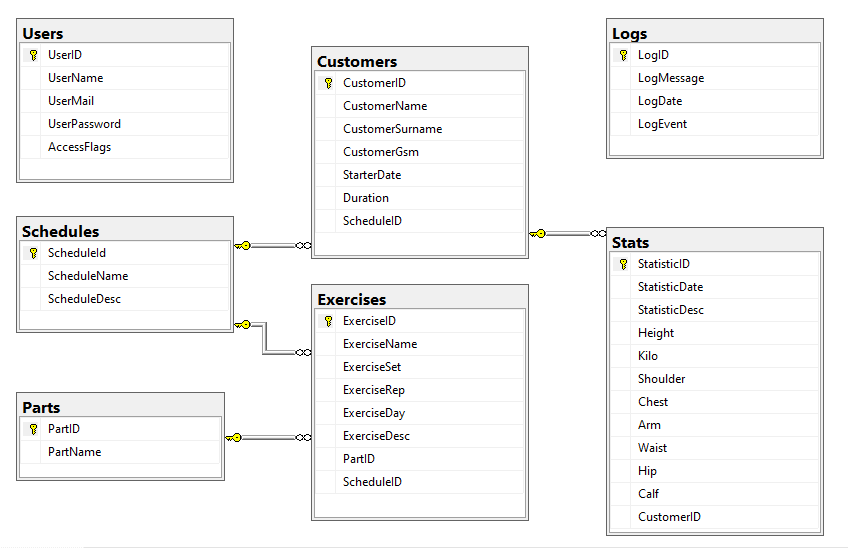 Users
UserID
UserName
UserMail
UserPassword
AccessFlags
Customers
CustomerID
CustomerName
CustomerSurname
CustomerGsm
StarterDate
Duration
ScheduleID
Logs
LogID
LogMessage
LogDate
LogEvent
Schedules
ScheduleId
ScheduleName
ScheduleDesc
Exercises
ExerciseID
ExerciseName
ExerciseSet
ExerciseRep
ExerciseDay
ExerciseDesc
PartID
ScheduleID
Stats
StatisticID
StatisticDate
StatisticDesc
Height
Kilo
Shoulder
Chest
Arm
Waist
Hip
Calf
CustomerID
Parts
PartID
PartName